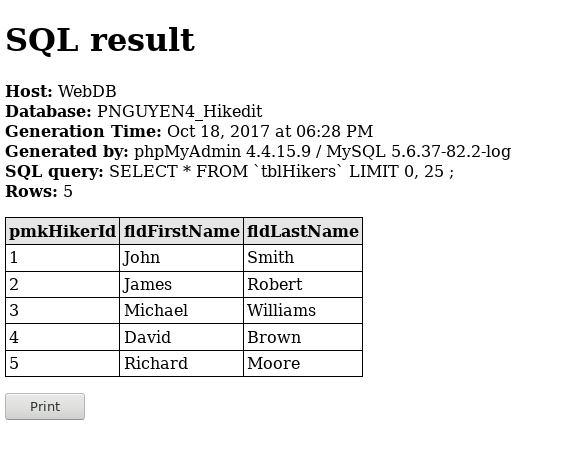 SQL result
Host: WebDB
Database: PNGUYEN4_Hikedit
Generation Time: Oct 18, 2017 at 06:28 PM
Generated by: phpMyAdmin 4.4.15.9 / MySQL 5.6.37-82.2-log
SQL query: SELECT * FROM `tblHikers` LIMIT 0, 25 ;
Rows: 5
pmkHikerId fldFirstName fldLastName
1 John Smith
2 James Robert
3 Michael Williams
4 David Brown
5 Richard Moore
Print